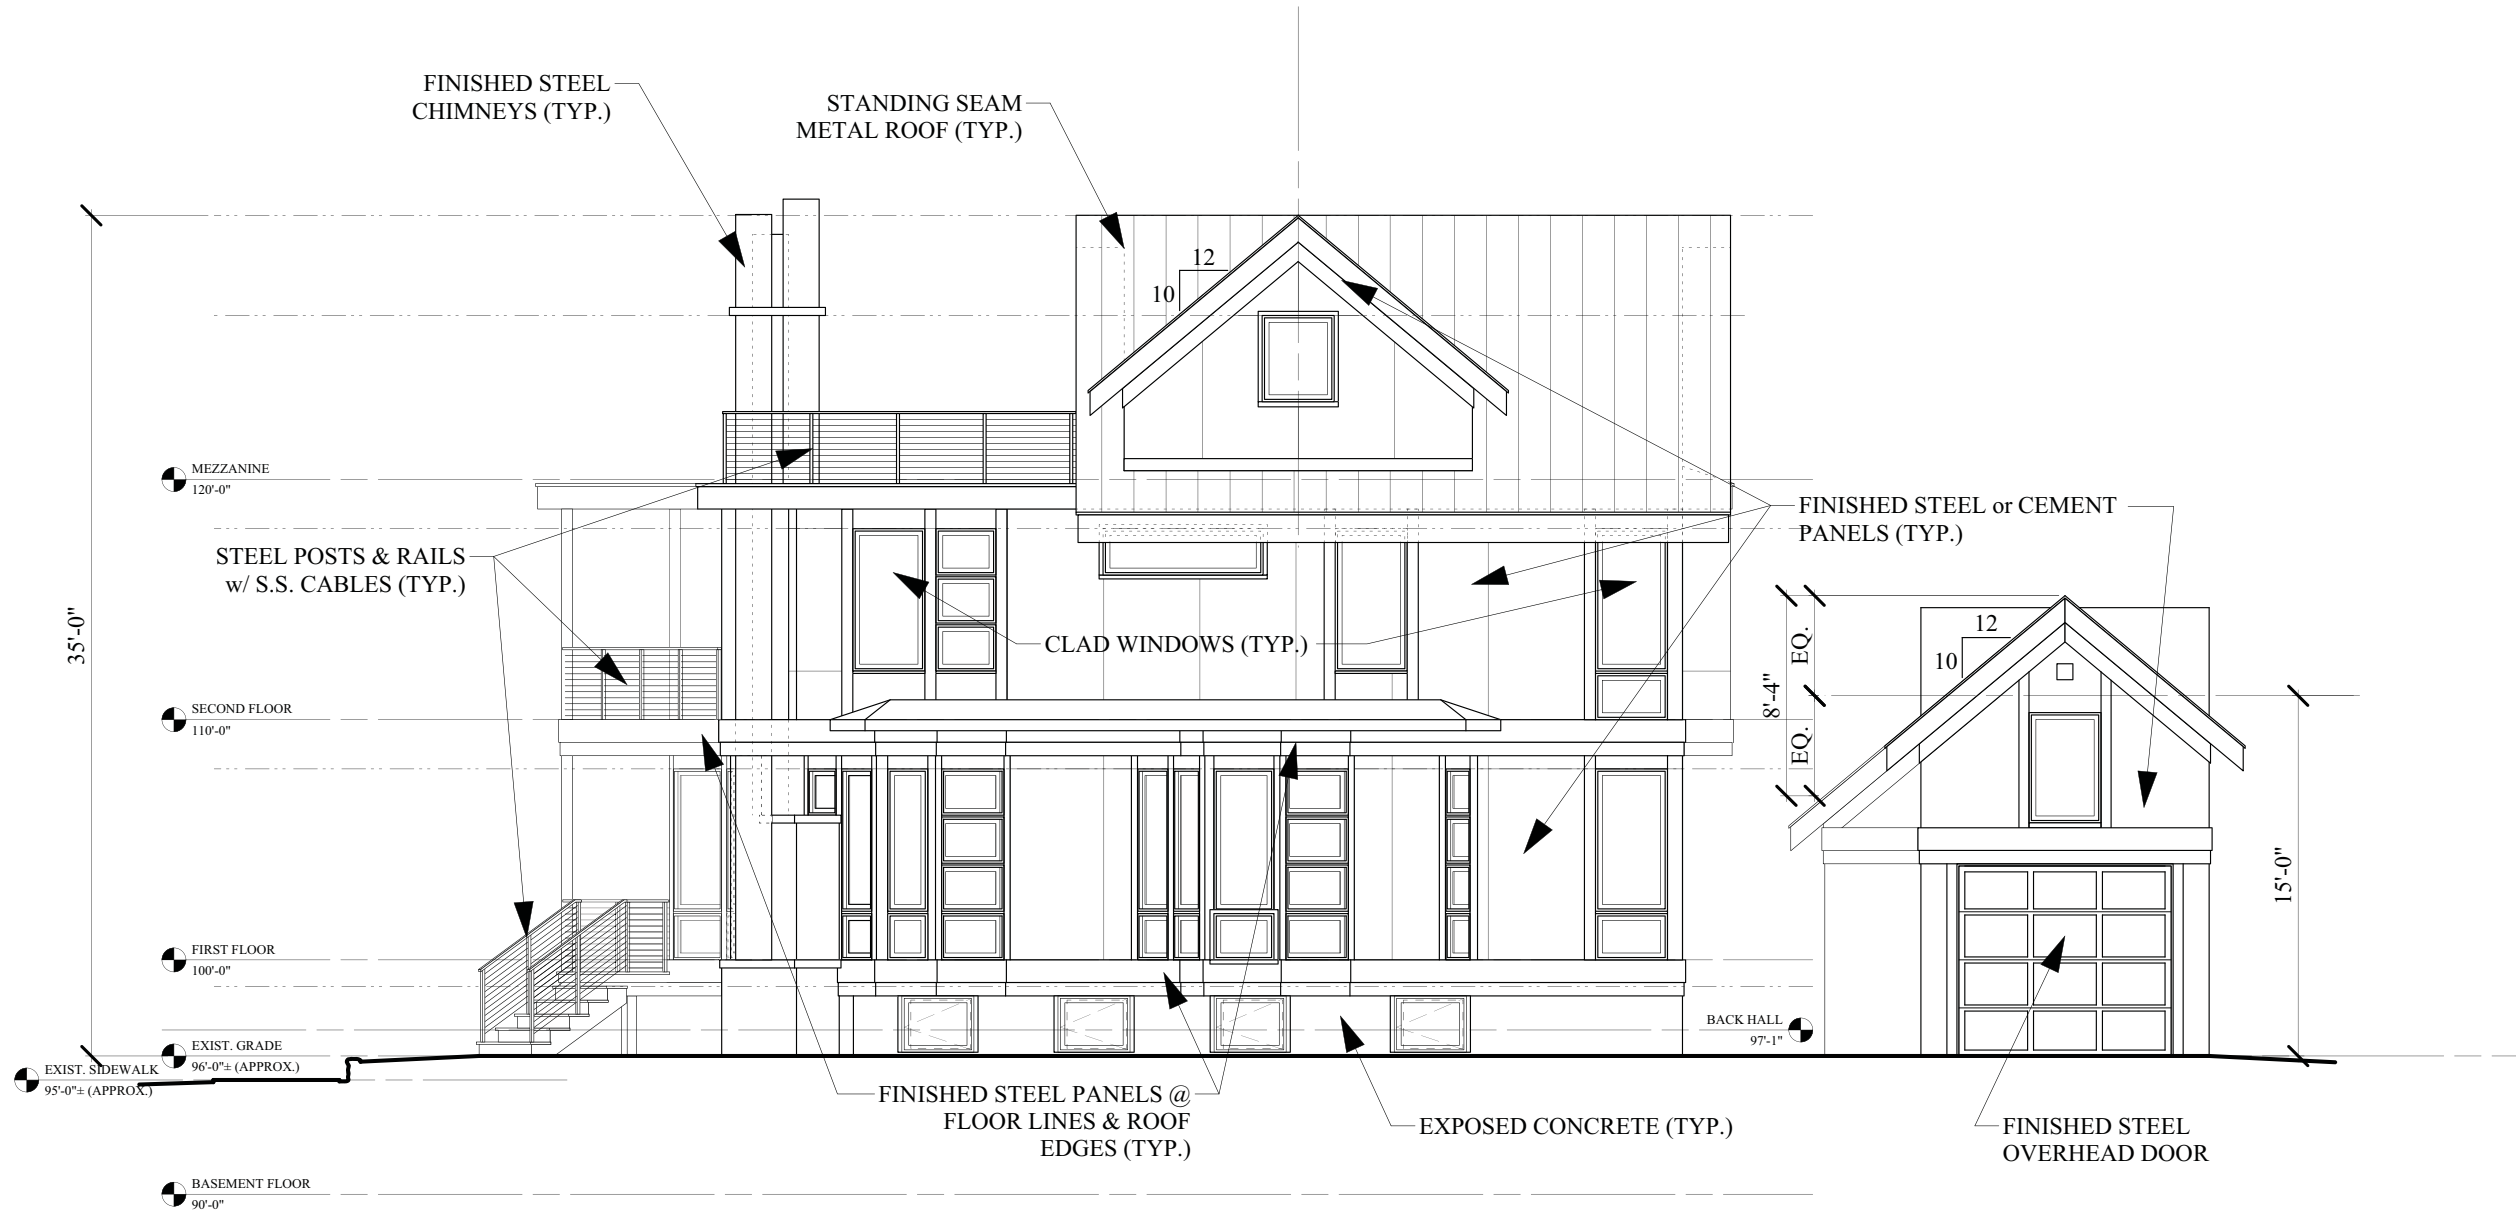 FINISHED STEEL
CHIMNEYS (TYP.)
STANDING SEAM
METAL ROOF (TYP.)
12
10
MEZZANINE
120'-0"
FINISHED STEEL or CEMENT
PANELS (TYP.)
STEEL POSTS & RAILS
w/ S.S. CABLES (TYP.)
35'-0"
CLAD WINDOWS (TYP.)
EQ.
8'-4"
EQ.
12
10
SECOND FLOOR
110'-0"
15'-0"
FIRST FLOOR
100'-0"
BACK HALL
97'-1"
EXIST. GRADE
96'-0"± (APPROX.)
EXIST. SIDEWALK
95'-0"± (APPROX.)
FINISHED STEEL PANELS @
FLOOR LINES & ROOF
EDGES (TYP.)
EXPOSED CONCRETE (TYP.)
FINISHED STEEL
OVERHEAD DOOR
BASEMENT FLOOR
90'-0"